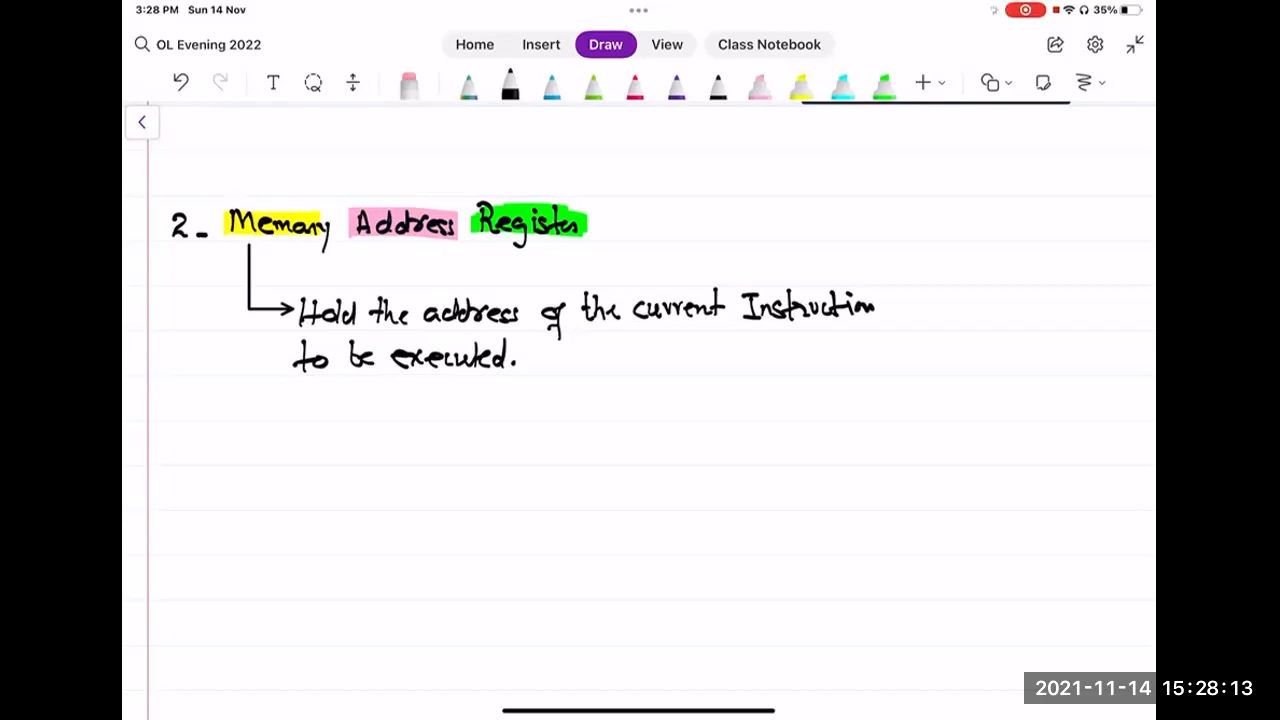 3:28 PM Sun 14 Nov
35%
OL Evening 2022
Home Insert Draw View Class Notebook
2- Memory Address Register
Hold the address of the current Instruction
to be executed.
2021-11-14 15:28:13